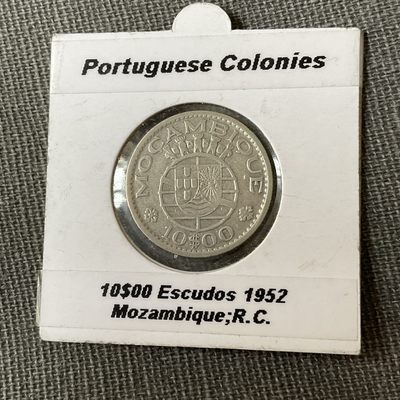 Portuguese Colonies
MOÇAMBIQUE
10$00
10$00 Escudos 1952
Mozambique;R.C.